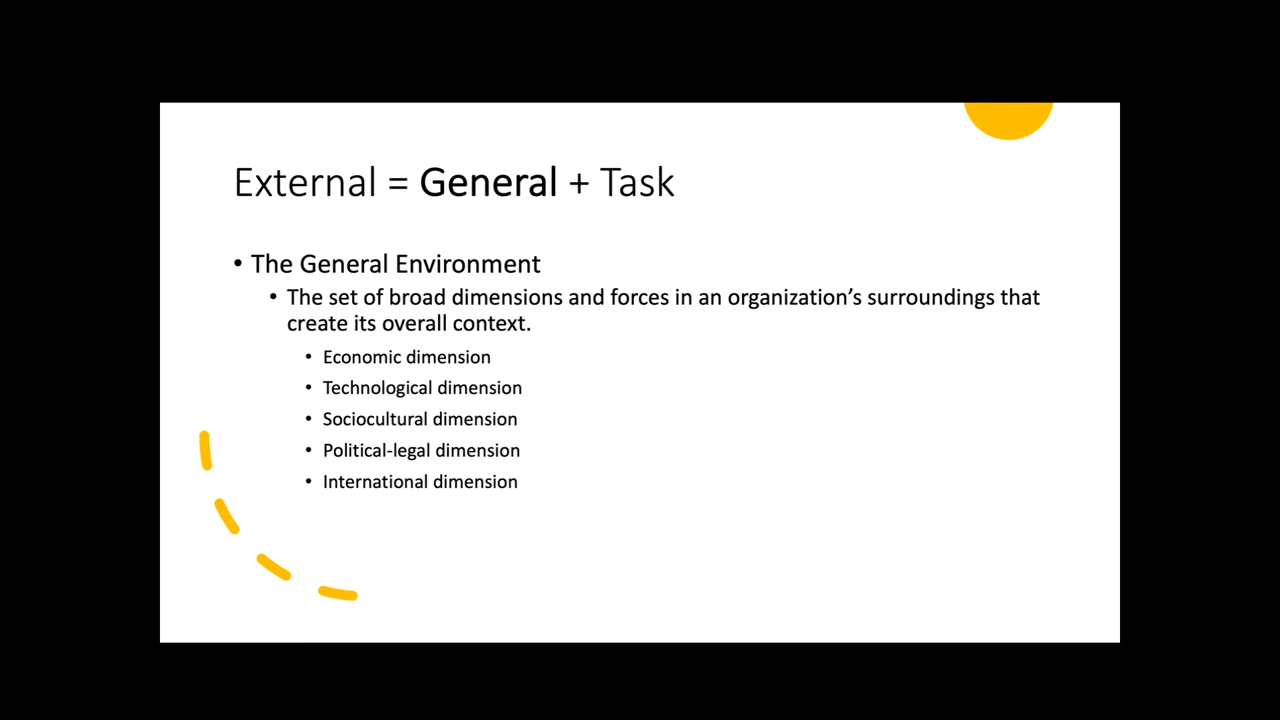 External = General + Task
• The General Environment
• The set of broad dimensions and forces in an organization’s surroundings that
create its overall context.
• Economic dimension
• Technological dimension
• Sociocultural dimension
• Political-legal dimension
• International dimension